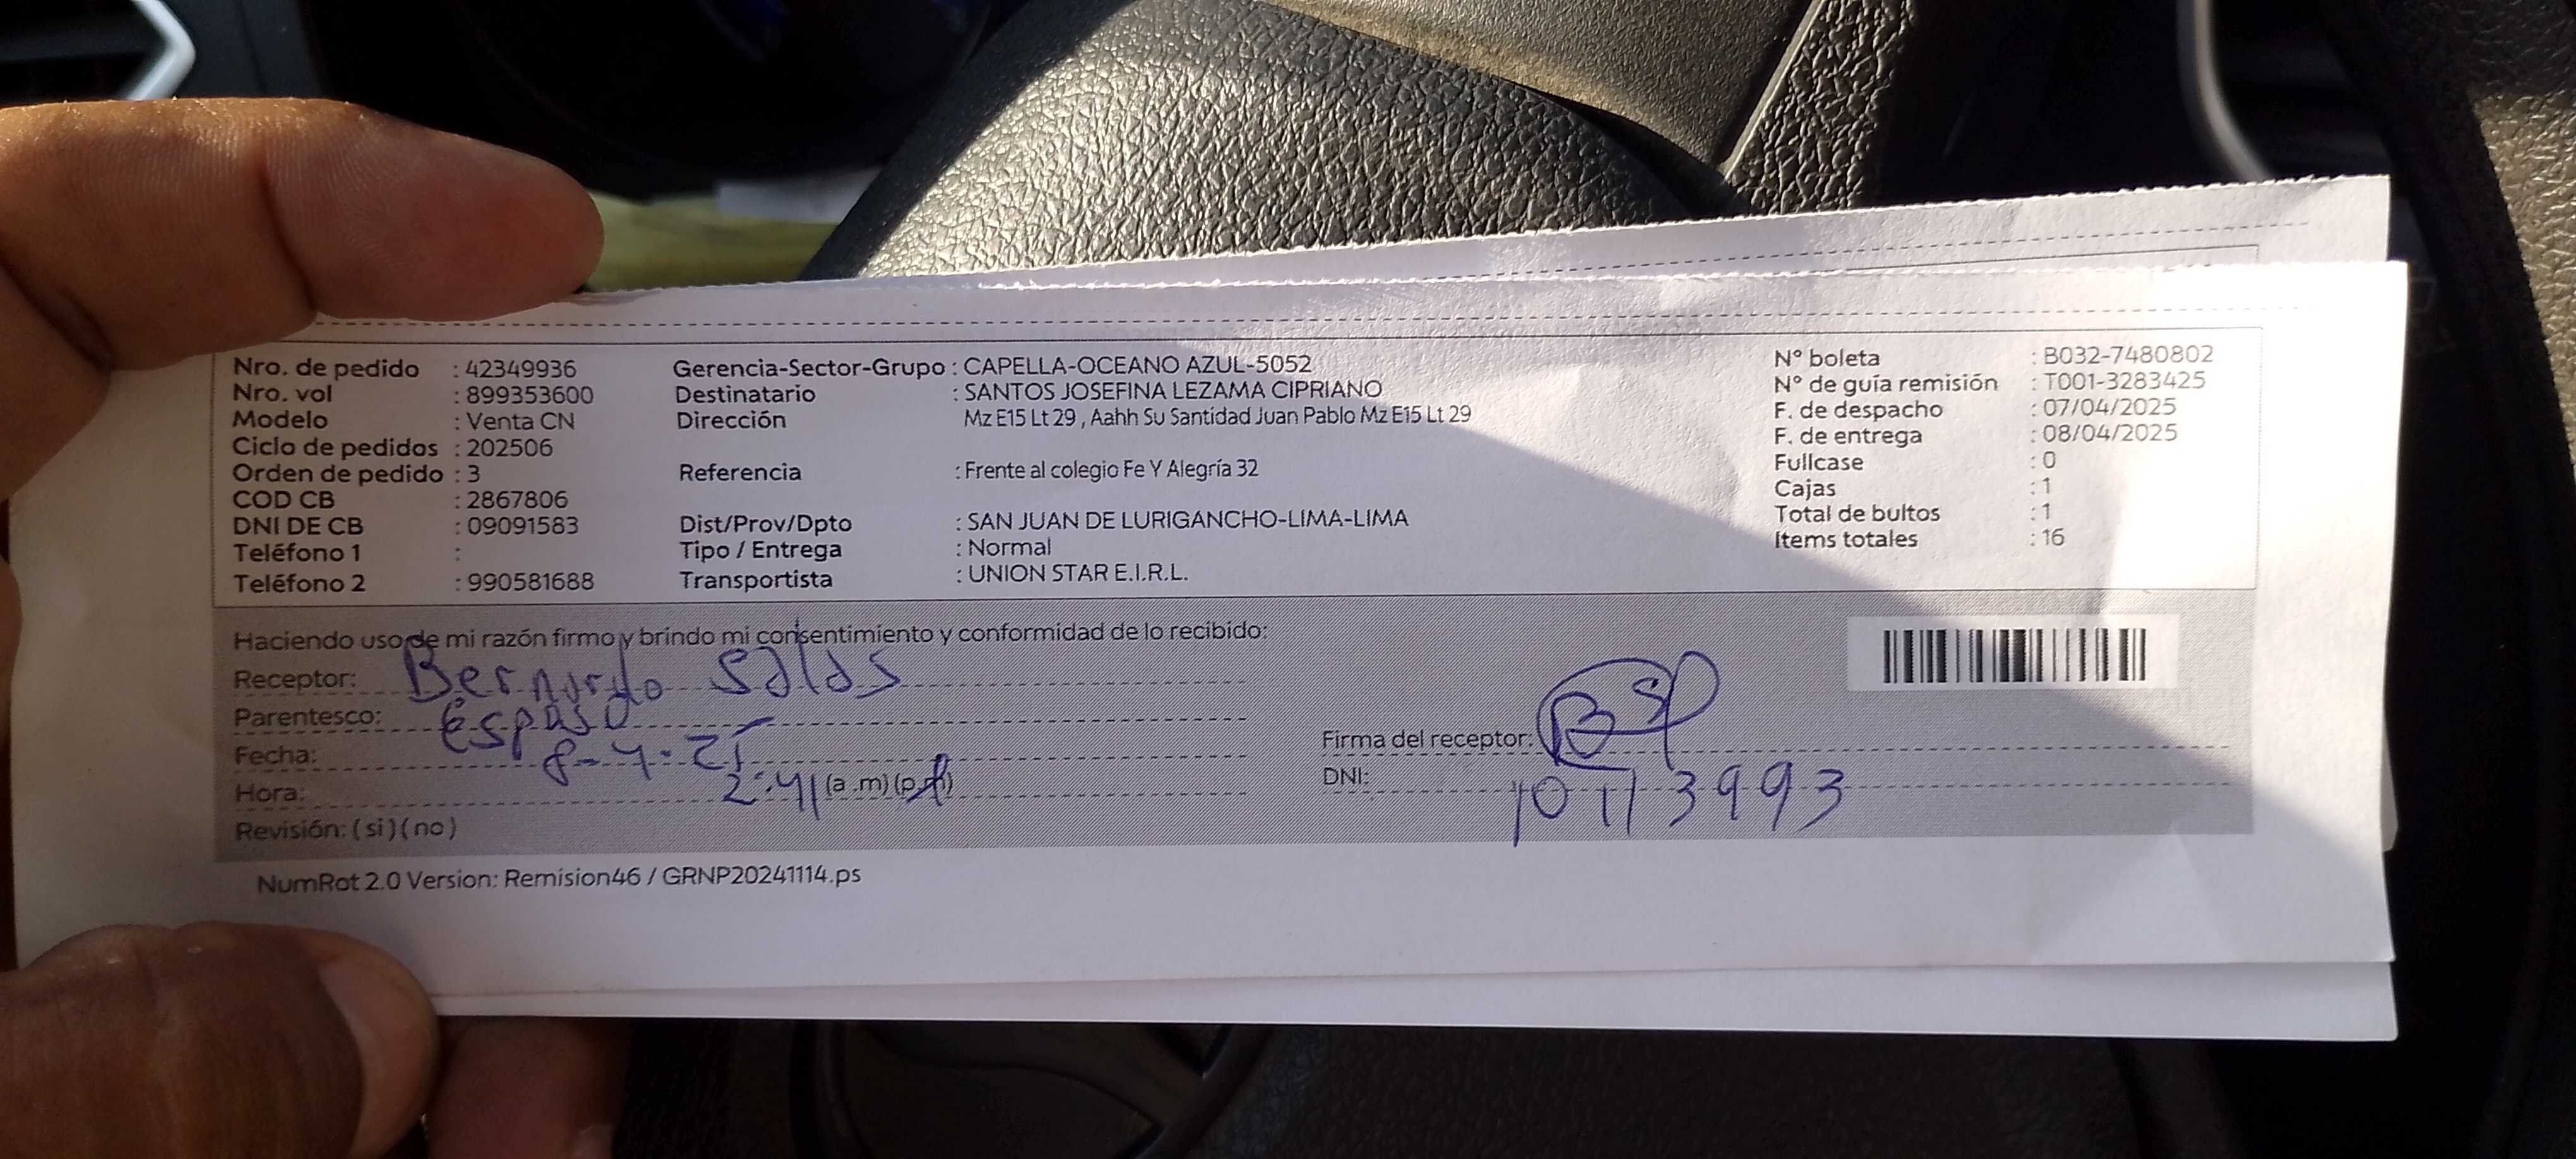 Nro. de pedido : 42349936
Nro. vol : 899353600
Modelo : Venta CN
Ciclo de pedidos : 202506
Orden de pedido : 3
COD CB : 2867806
DNI DE CB : 09091583
Teléfono 1 :
Teléfono 2 : 990581688
Gerencia-Sector-Grupo : CAPELLA-OCEANO AZUL-5052
Destinatario : SANTOS JOSEFINA LEZAMA CIPRIANO
Dirección Mz E15 Lt 29 , Aahh Su Santidad Juan Pablo Mz E15 Lt 29
Referencia : Frente al colegio Fe Y Alegría 32
Dist/Prov/Dpto : SAN JUAN DE LURIGANCHO-LIMA-LIMA
Tipo / Entrega : Normal
Transportista : UNION STAR E.I.R.L.
N° boleta : B032-7480802
N° de guía remisión : T001-3283425
F. de despacho : 07/04/2025
F. de entrega : 08/04/2025
Fullcase : 0
Cajas : 1
Total de bultos : 1
Items totales : 16
Haciendo uso de mi razón firmo y brindo mi consentimiento y conformidad de lo recibido:
Receptor: Bernardo Salas
Parentesco: Esposo
Fecha: 8-4-25
Hora: 2:41 (a.m) (p.m)
Revisión: (si) (no)
Firma del receptor: BSP
DNI: 10113993
NumRot 2.0 Version: Remision46 / GRNP20241114.ps